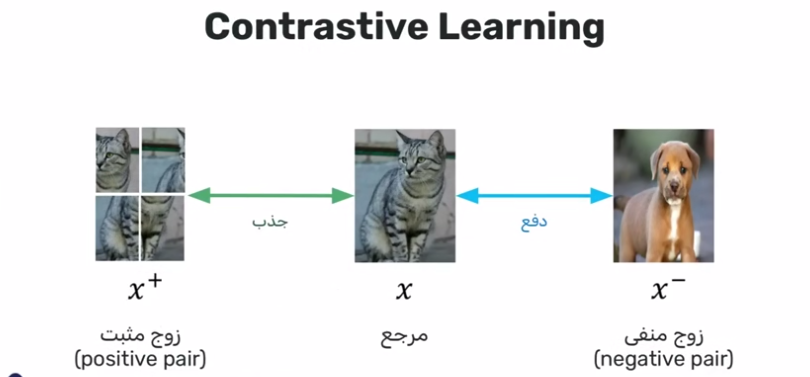 Contrastive Learning
جذب
دفع
x⁺
x
x⁻
زوج مثبت
(positive pair)
مرجع
زوج منفی
(negative pair)